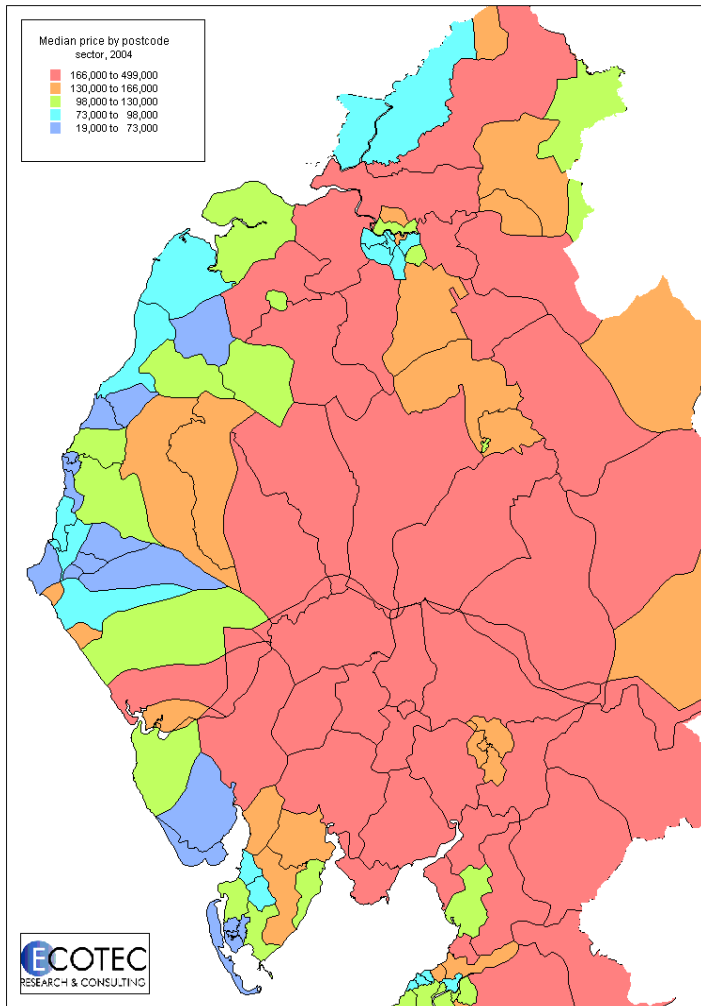 Median price by postcode
sector, 2004
166,000 to 499,000
130,000 to 166,000
98,000 to 130,000
73,000 to 98,000
19,000 to 73,000
ECOTEC
RESEARCH & CONSULTING